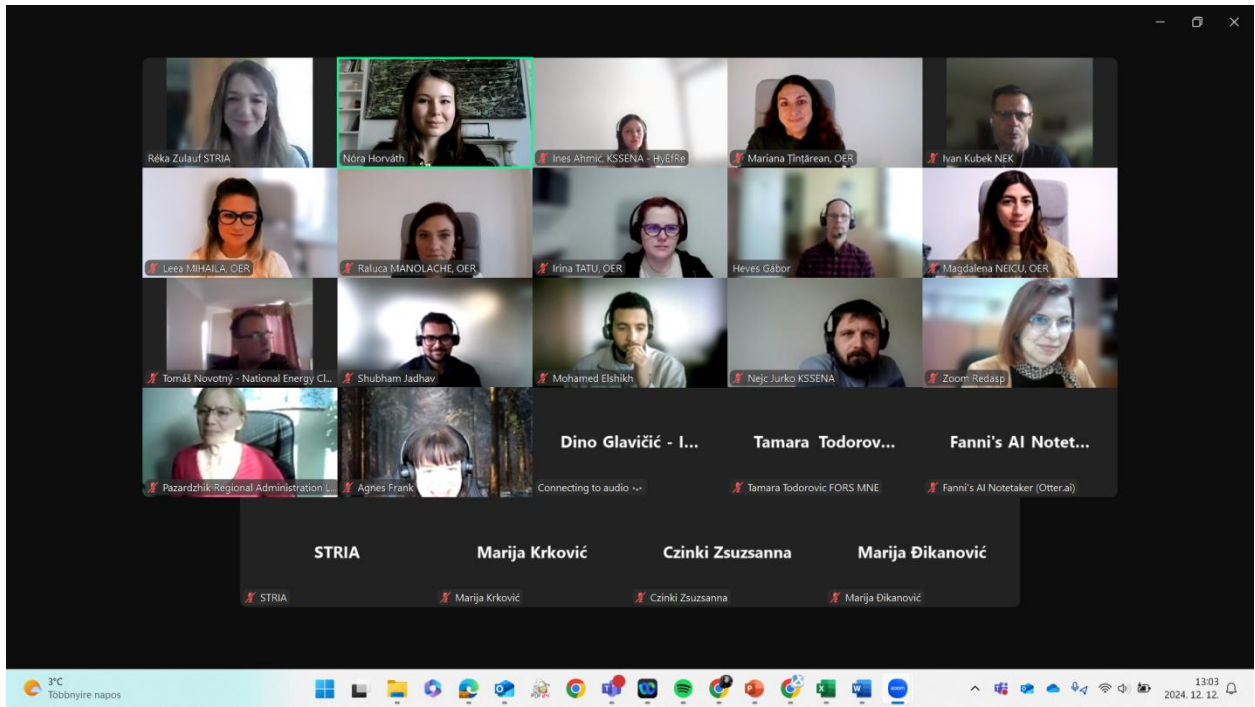 Réka Zulauf STRIA
Nóra Horváth
Ines Ahmić, KSSENA - HyEfRe
Mariana Țînțărean, OER
Ivan Kubek NEK
Leea MIHAILA, OER
Raluca MANOLACHE, OER
Irina TATU, OER
Heves Gábor
Magdalena NEICU, OER
Tomáš Novotný - National Energy Cl...
Shubham Jadhav
Mohamed Elshikh
Nejc Jurko KSSENA
Zoom Redasp
Pazardzhik Regional Administration L...
Agnes Frank
Dino Glavičić - I...
Connecting to audio
Tamara Todorov...
Tamara Todorovic FORS MNE
Fanni's AI Notet...
Fanni's AI Notetaker (Otter.ai)
STRIA
STRIA
Marija Krković
Marija Krković
Czinki Zsuzsanna
Czinki Zsuzsanna
Marija Đikanović
Marija Đikanović
3°C
Többnyire napos
zoom
13:03
2024. 12. 12.